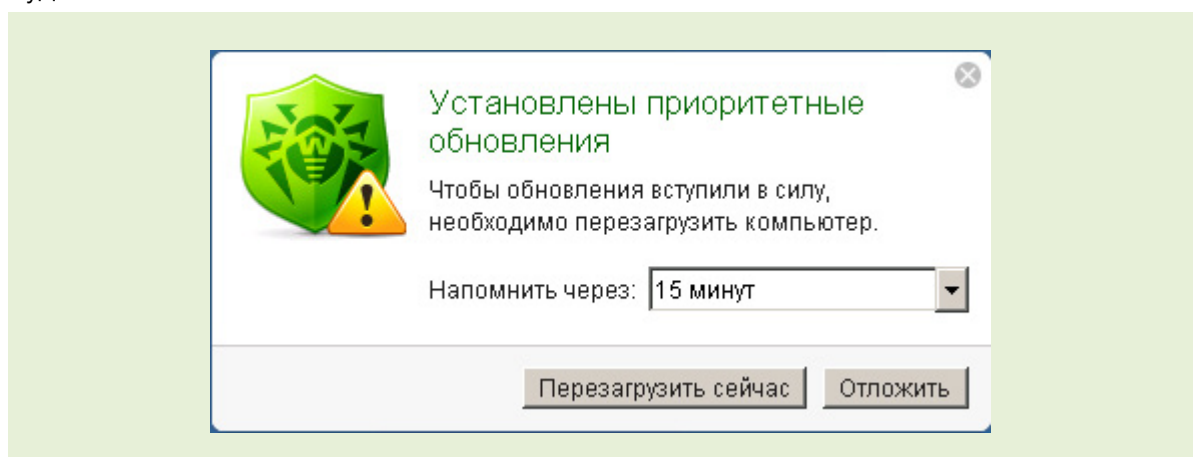 Установлены приоритетные
обновления
Чтобы обновления вступили в силу,
необходимо перезагрузить компьютер.
Напомнить через: 15 минут
Перезагрузить сейчас Отложить